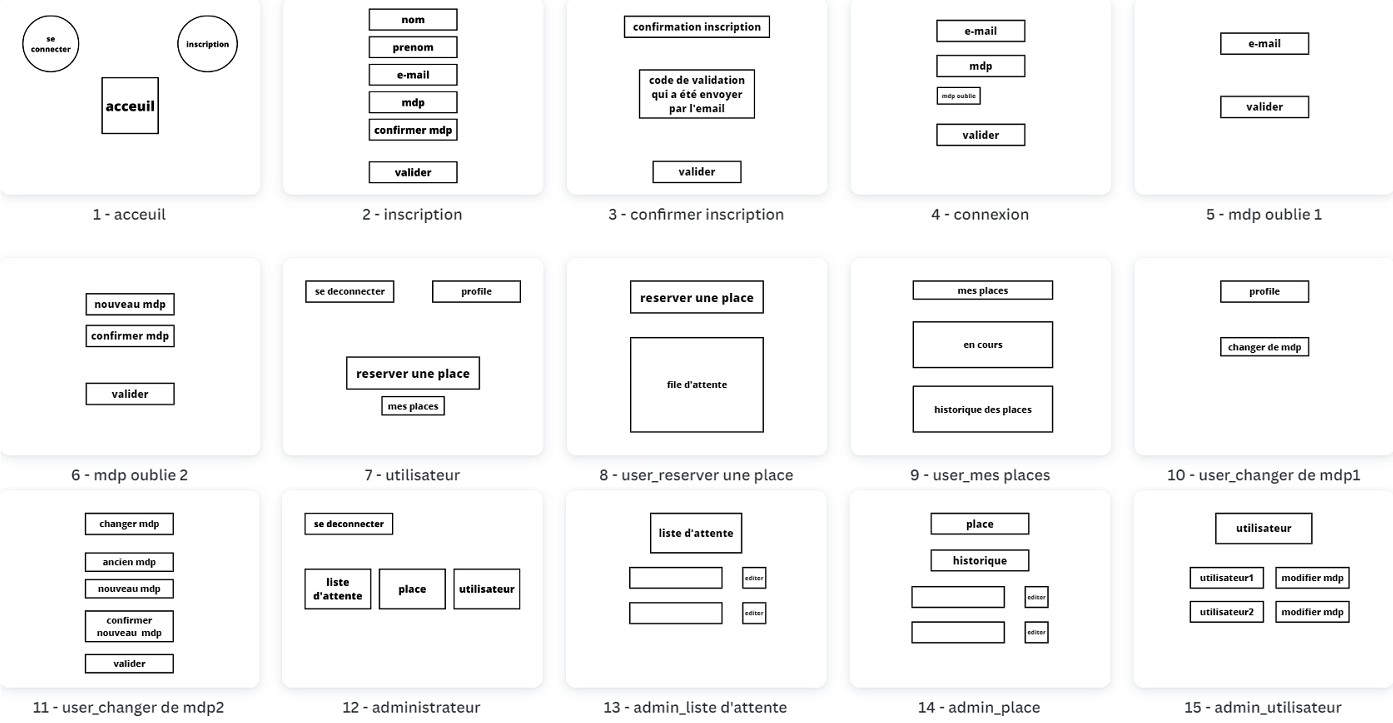 se
connecter
inscription
acceuil
1 - acceuil
nom
prenom
e-mail
mdp
confirmer mdp
valider
2 - inscription
confirmation inscription
code de validation
qui a été envoyer
par l'email
valider
3 - confirmer inscription
e-mail
mdp
mdp oublie
valider
4 - connexion
e-mail
valider
5 - mdp oublie 1
nouveau mdp
confirmer mdp
valider
6 - mdp oublie 2
se deconnecter
profile
reserver une place
mes places
7 - utilisateur
reserver une place
file d'attente
8 - user_reserver une place
mes places
en cours
historique des places
9 - user_mes places
profile
changer de mdp
10 - user_changer de mdp1
changer mdp
ancien mdp
nouveau mdp
confirmer
nouveau mdp
valider
11 - user_changer de mdp2
se deconnecter
liste
d'attente
place
utilisateur
12 - administrateur
liste d'attente
editer
editer
13 - admin_liste d'attente
place
historique
editer
editer
14 - admin_place
utilisateur
utilisateur1
modifier mdp
utilisateur2
modifier mdp
15 - admin_utilisateur